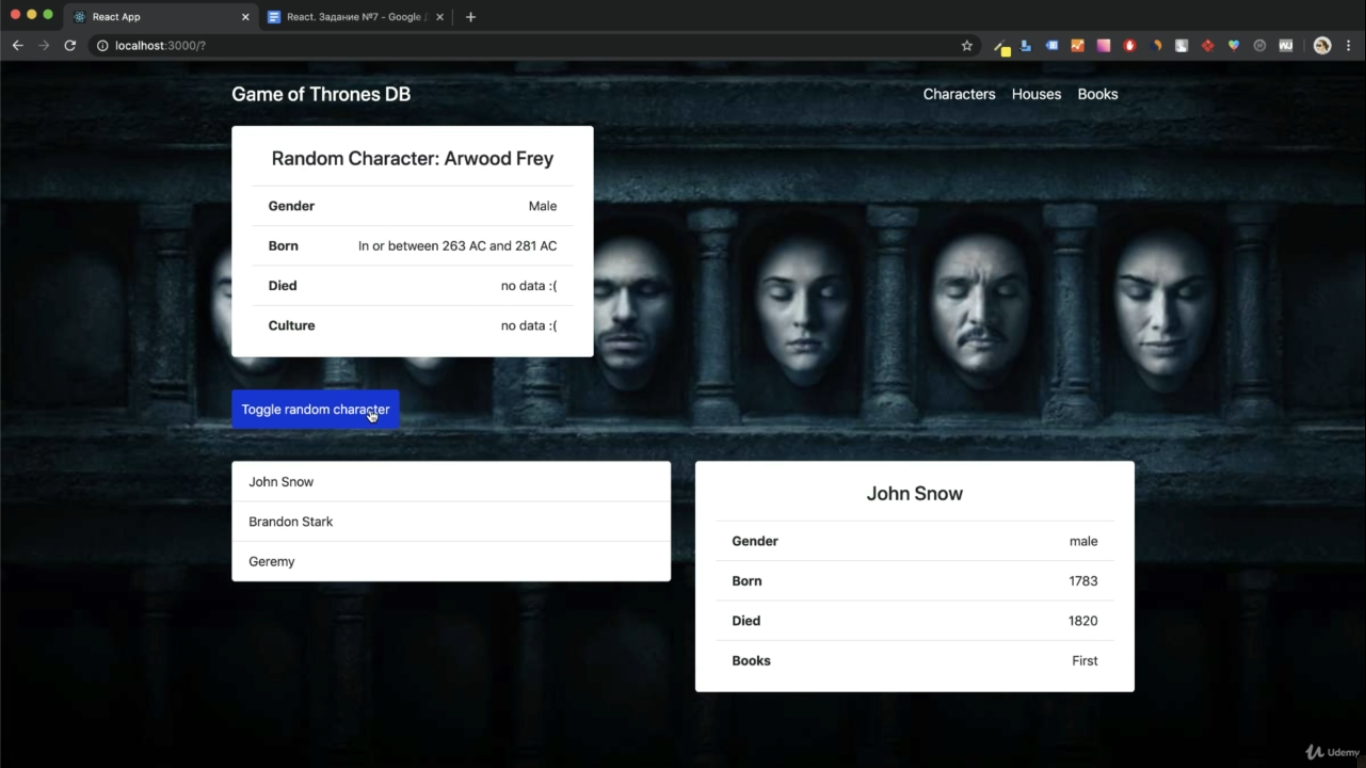 React App
React. Задание №7 - Google
localhost:3000/?
Game of Thrones DB
Characters Houses Books
Random Character: Arwood Frey
Gender Male
Born In or between 263 AC and 281 AC
Died no data :(
Culture no data :(
Toggle random character
John Snow
Brandon Stark
Geremy
John Snow
Gender male
Born 1783
Died 1820
Books First
Udemy